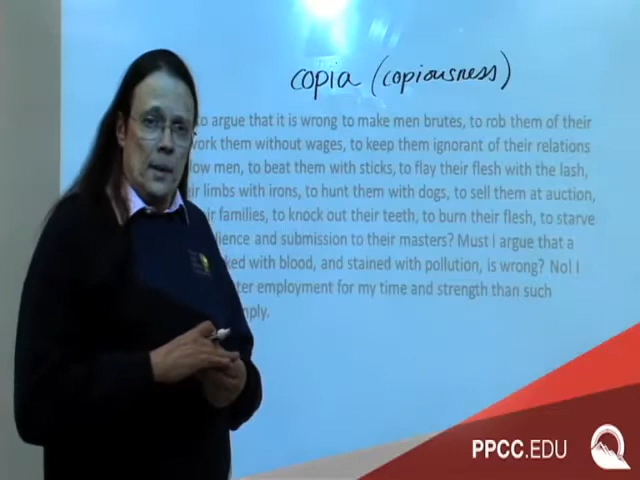 copia (copiousness)
to argue that it is wrong to make men brutes, to rob them of their
work them without wages, to keep them ignorant of their relations
low men, to beat them with sticks, to flay their flesh with the lash,
ir limbs with irons, to hunt them with dogs, to sell them at auction,
ir families, to knock out their teeth, to burn their flesh, to starve
dience and submission to their masters? Must I argue that a
ked with blood, and stained with pollution, is wrong? No! I
ter employment for my time and strength than such
mply.
PPCC.EDU